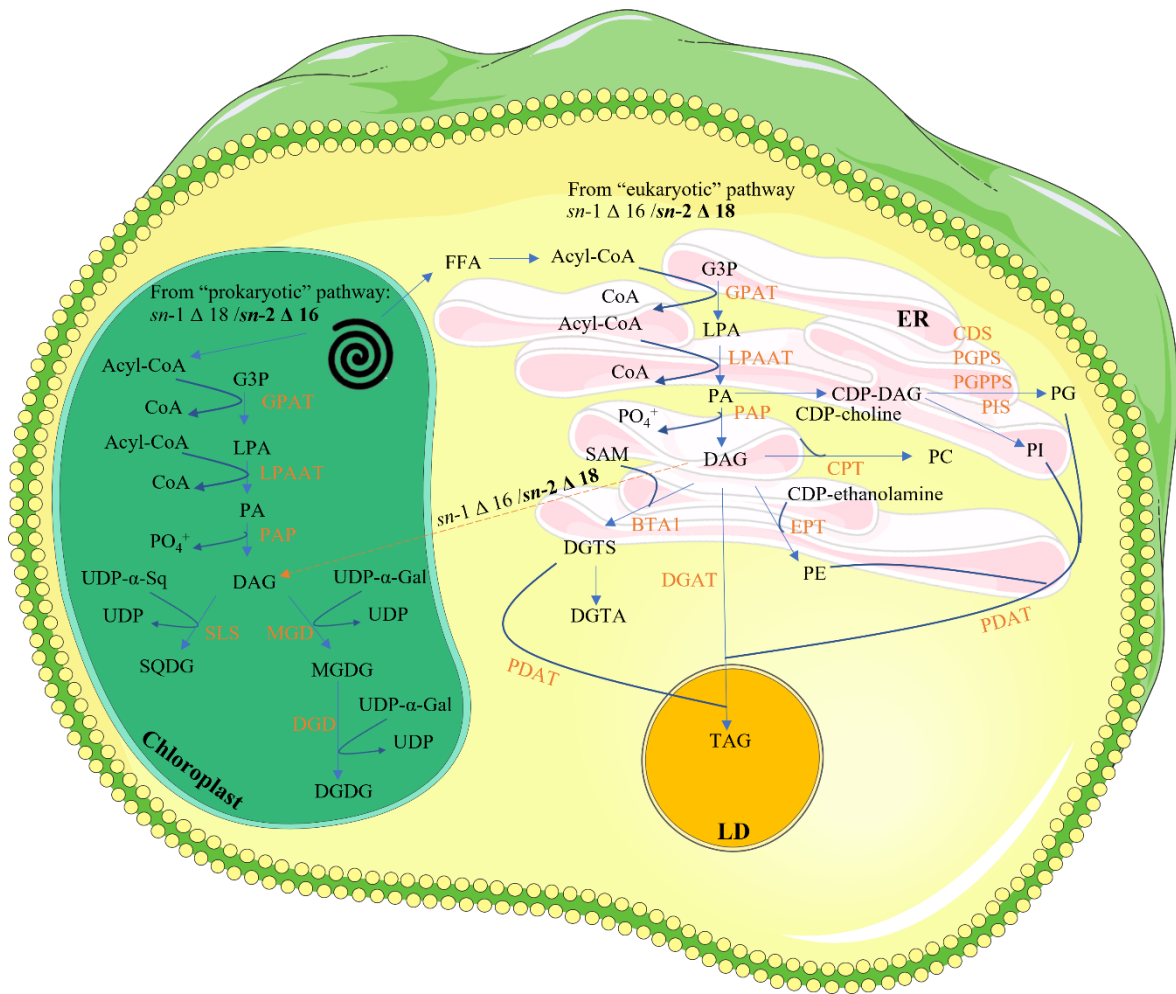 From “eukaryotic” pathway
sn-1 Δ 16 /sn-2 Δ 18
FFA
Acyl-CoA
G3P
CoA
GPAT
Acyl-CoA
LPA
ER
LPAAT
CoA
CDS
PGPS
PGPPS
PIS
PA
CDP-DAG
PG
PAP
CDP-choline
PO₄⁺
SAM
DAG
CPT
PC
PI
CDP-ethanolamine
BTA1
EPT
DGTS
DGAT
PE
DGTA
PDAT
PDAT
TAG
LD
sn-1 Δ 16 /sn-2 Δ 18
From “prokaryotic” pathway:
sn-1 Δ 18 /sn-2 Δ 16
Acyl-CoA
G3P
CoA
GPAT
Acyl-CoA
LPA
CoA
LPAAT
PA
PO₄⁺
PAP
UDP-α-Sq
DAG
UDP-α-Gal
UDP
UDP
SLS
MGD
SQDG
MGDG
UDP-α-Gal
DGD
UDP
DGDG
Chloroplast